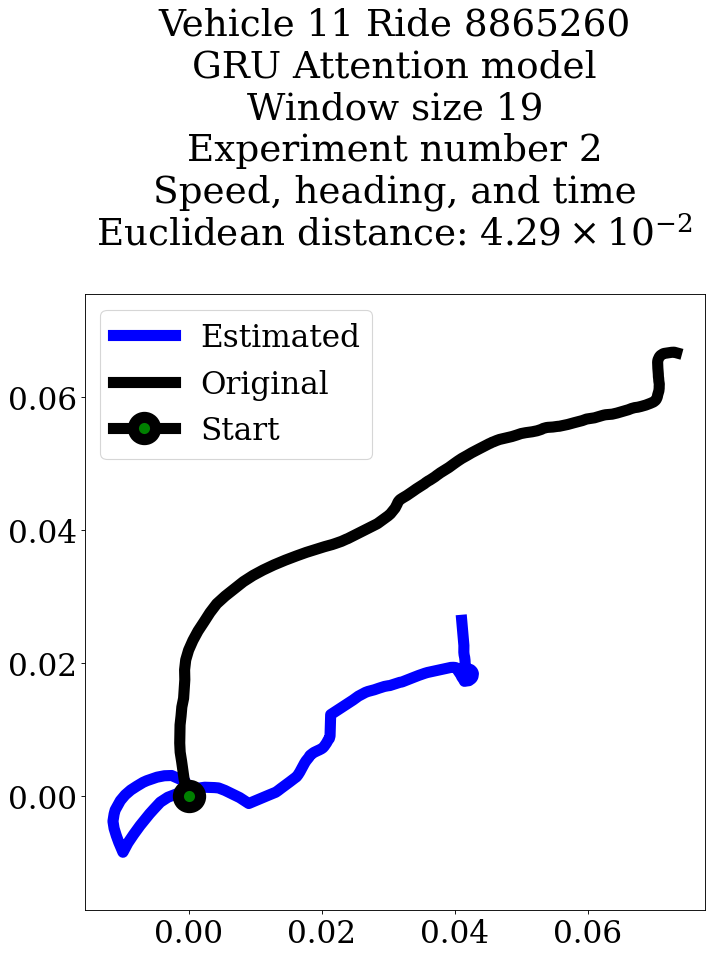 Vehicle 11 Ride 8865260
GRU Attention model
Window size 19
Experiment number 2
Speed, heading, and time
Euclidean distance: 4.29 × 10⁻²
Estimated
Original
Start
0.06
0.04
0.02
0.00
0.00 0.02 0.04 0.06